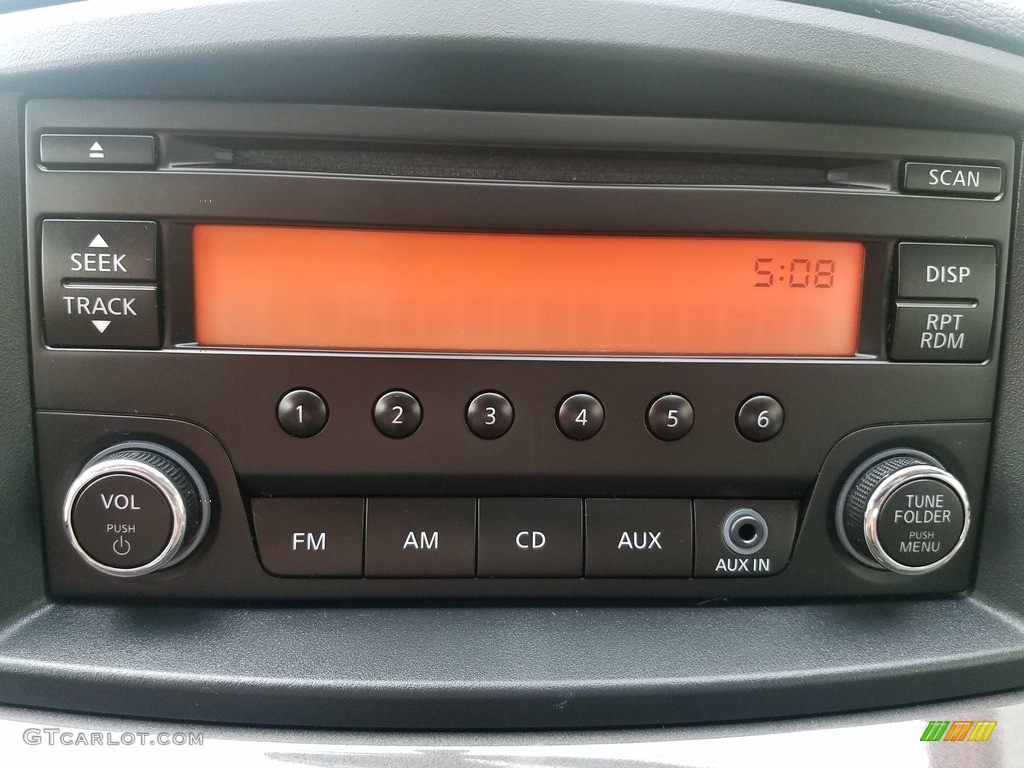 SCAN
SEEK
TRACK
5:08
DISP
RPT
RDM
1 2 3 4 5 6
VOL
PUSH
FM AM CD AUX
AUX IN
TUNE
FOLDER
PUSH
MENU
GTCARLOT.COM